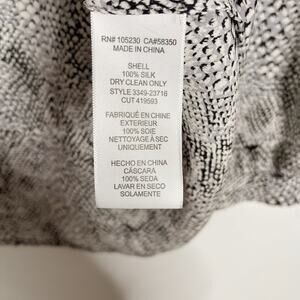 RN# 105230 CA#58350
MADE IN CHINA
SHELL
100% SILK
DRY CLEAN ONLY
STYLE 3349-23716
CUT 419593
FABRIQUÉ EN CHINE
EXTERIEUR
100% SOIE
NETTOYAGE À SEC
UNIQUEMENT
HECHO EN CHINA
CÁSCARA
100% SEDA
LAVAR EN SECO
SOLAMENTE